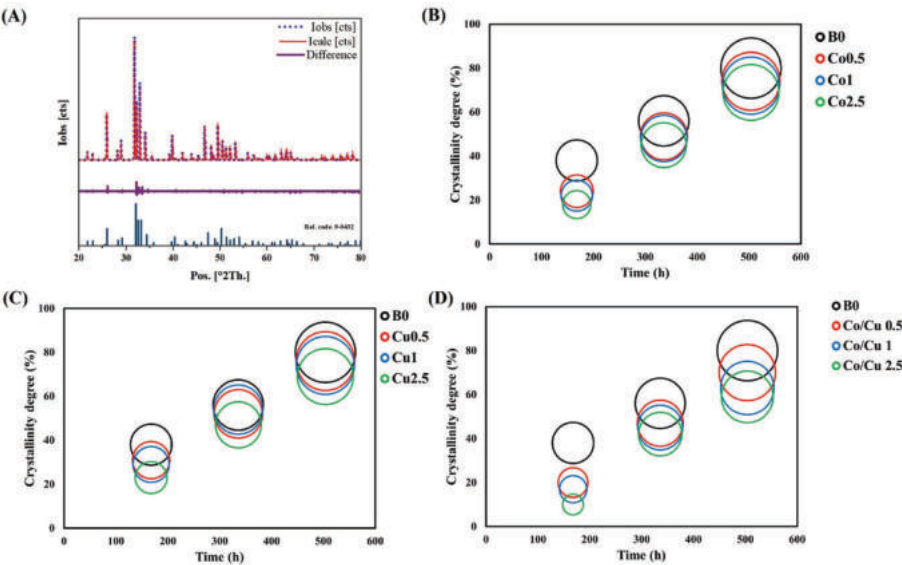 (A)
Iobs [cts]
Icalc [cts]
Difference
Iobs [cts]
Ref. code: 9-0432
20 30 40 50 60 70 80
Pos. [°2Th.]
(B)
B0
Co0.5
Co1
Co2.5
Crystallinity degree (%)
100
80
60
40
20
0
0 100 200 300 400 500 600
Time (h)
(C)
B0
Cu0.5
Cu1
Cu2.5
Crystallinity degree (%)
100
80
60
40
20
0
0 100 200 300 400 500 600
Time (h)
(D)
B0
Co/Cu 0.5
Co/Cu 1
Co/Cu 2.5
Crystallinity degree (%)
100
80
60
40
20
0
0 100 200 300 400 500 600
Time (h)